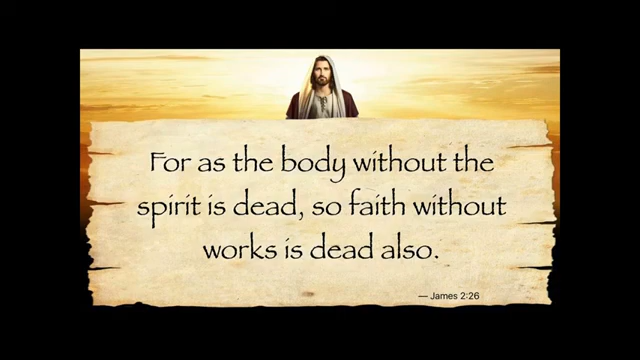 For as the body without the
spirit is dead, so faith without
works is dead also.
— James 2:26